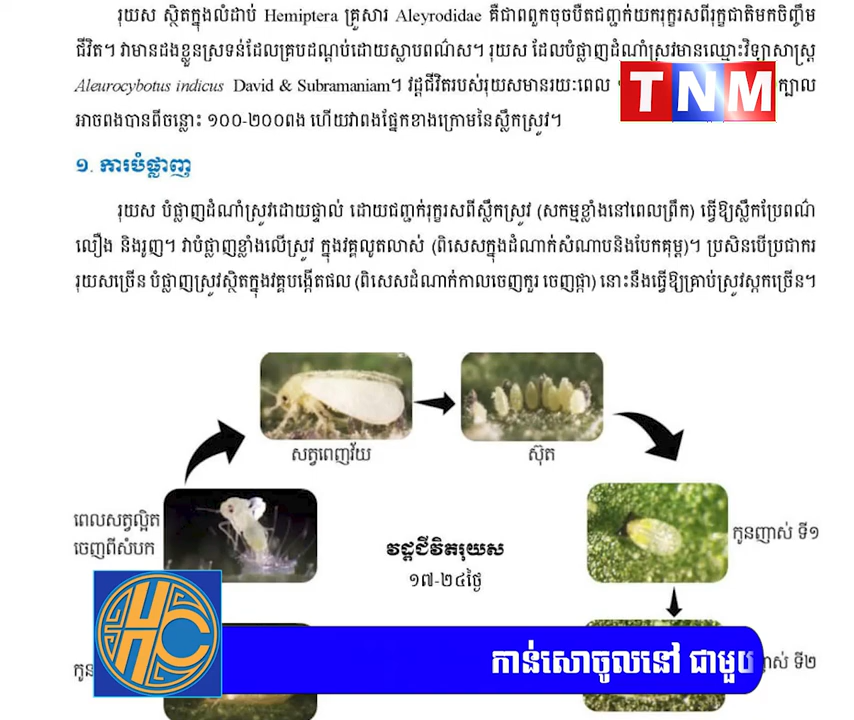 រុយស ស្ថិតក្នុងលំដាប់ Hemiptera គ្រួសារ Aleyrodidae គឺជាពពួកចុចបឺតជញ្ជក់យករុក្ខរសពីរុក្ខជាតិមកចិញ្ចឹម
ជីវិត។ វាមានដងខ្លួនស្រទន់ដែលគ្របដណ្តប់ដោយស្លាបពណ៌ស។ រុយស ដែលបំផ្លាញដំណាំស្រូវមានឈ្មោះវិទ្យាសាស្ត្រ
Aleurocybotus indicus David & Subramaniam។ វដ្តជីវិតរបស់រុយសមានរយៈពេល
TNM
ក្បាល
អាចពងបានពីចន្លោះ ១០០-២០០ពង ហើយវាពងផ្នែកខាងក្រោមនៃស្លឹកស្រូវ។
១. ការបំផ្លាញ
រុយស បំផ្លាញដំណាំស្រូវដោយផ្ទាល់ ដោយជញ្ជក់រុក្ខរសពីស្លឹកស្រូវ (សកម្មខ្លាំងនៅពេលព្រឹក) ធ្វើឱ្យស្លឹកប្រែពណ៌
លឿង និងរួញ។ វាបំផ្លាញខ្លាំងលើស្រូវ ក្នុងវគ្គលូតលាស់ (ពិសេសក្នុងដំណាក់សំណាបនិងបែកគុម្ព)។ ប្រសិនបើប្រជាករ
រុយសច្រើន បំផ្លាញស្រូវស្ថិតក្នុងវគ្គបង្កើតផល (ពិសេសដំណាក់កាលចេញកួរ ចេញផ្កា) នោះនឹងធ្វើឱ្យគ្រាប់ស្រូវស្កកច្រើន។
សត្វពេញវ័យ
ស៊ុត
ពេលសត្វល្អិត
ចេញពីសំបក
វដ្តជីវិតរុយស
១៧-២៤ថ្ងៃ
កូនញាស់ ទី១
HC
កូន
កាន់សោចូលនៅ ជាមួយ
ញាស់ ទី២